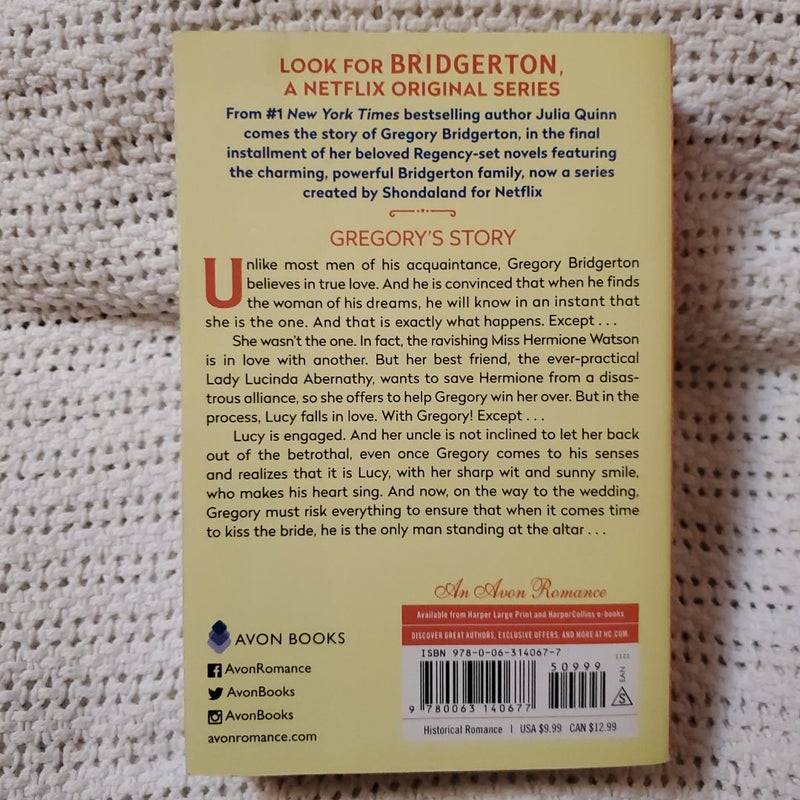 LOOK FOR BRIDGERTON,
A NETFLIX ORIGINAL SERIES
From #1 New York Times bestselling author Julia Quinn
comes the story of Gregory Bridgerton, in the final
installment of her beloved Regency-set novels featuring
the charming, powerful Bridgerton family, now a series
created by Shondaland for Netflix
GREGORY'S STORY
Unlike most men of his acquaintance, Gregory Bridgerton
believes in true love. And he is convinced that when he finds
the woman of his dreams, he will know in an instant that
she is the one. And that is exactly what happens. Except . . .
She wasn't the one. In fact, the ravishing Miss Hermione Watson
is in love with another. But her best friend, the ever-practical
Lady Lucinda Abernathy, wants to save Hermione from a disas-
trous alliance, so she offers to help Gregory win her over. But in the
process, Lucy falls in love. With Gregory! Except . . .
Lucy is engaged. And her uncle is not inclined to let her back
out of the betrothal, even once Gregory comes to his senses
and realizes that it is Lucy, with her sharp wit and sunny smile,
who makes his heart sing. And now, on the way to the wedding,
Gregory must risk everything to ensure that when it comes time
to kiss the bride, he is the only man standing at the altar . . .
An Avon Romance
Available from Harper Large Print and HarperCollins e-books
DISCOVER GREAT AUTHORS, EXCLUSIVE OFFERS, AND MORE AT HC.COM
AVON BOOKS
AvonRomance
AvonBooks
AvonBooks
avonromance.com
ISBN 978-0-06-314067-7
50999
9 780063 140677
EAN
1121
S
Historical Romance | USA $9.99 CAN $12.99